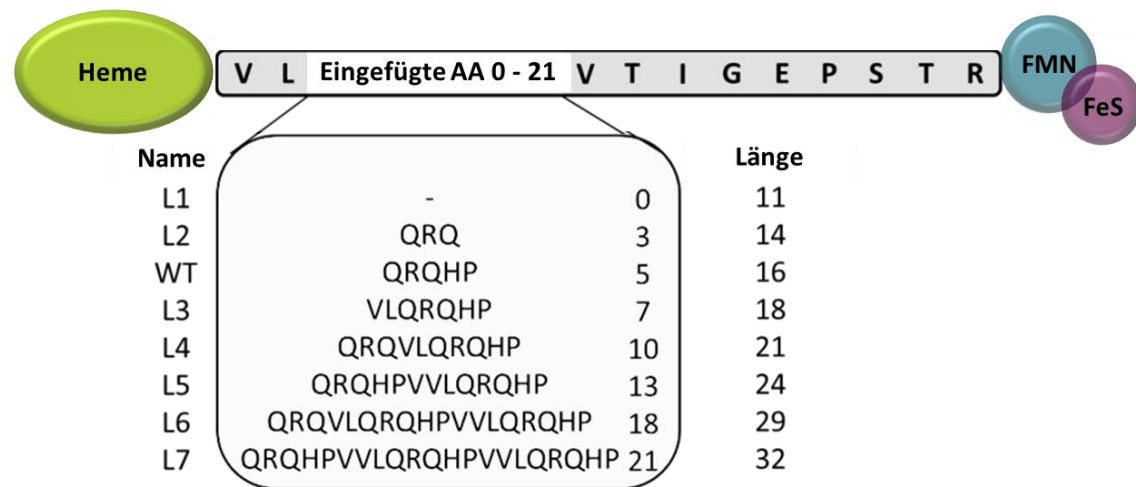 Heme V L Eingefügte AA 0 - 21 V T I G E P S T R FMN
FeS
Name Länge
L1 - 0 11
L2 QRQ 3 14
WT QRQHP 5 16
L3 VLQRQHP 7 18
L4 QRQVLQRQHP 10 21
L5 QRQHPVVLQRQHP 13 24
L6 QRQVLQRQHPVVLQRQHP 18 29
L7 QRQHPVVLQRQHPVVLQRQHP 21 32